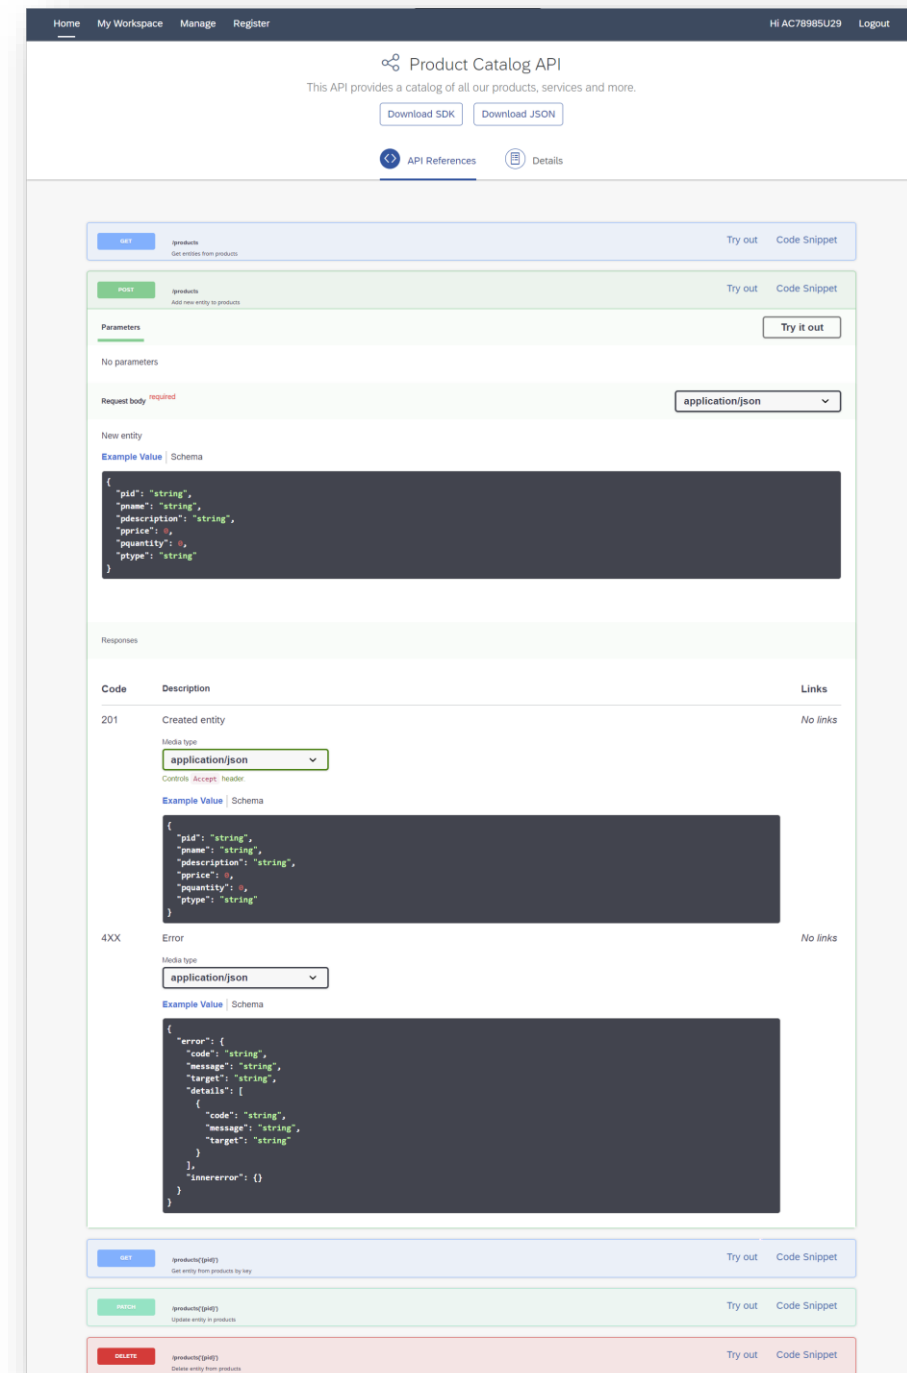 Home My Workspace Manage Register Hi AC78985U29 Logout
Product Catalog API
This API provides a catalog of all our products, services and more.
Download SDK Download JSON
API References Details
GET /products Try out Code Snippet
Get entities from products
POST /products Try out Code Snippet
Add new entity to products
Parameters Try it out
No parameters
Request body required application/json
New entity
Example Value Schema
{
"pid": "string",
"pname": "string",
"pdescription": "string",
"pprice": 0,
"pquantity": 0,
"ptype": "string"
}
Responses
Code Description Links
201 Created entity No links
Media type
application/json
Controls Accept header.
Example Value Schema
{
"pid": "string",
"pname": "string",
"pdescription": "string",
"pprice": 0,
"pquantity": 0,
"ptype": "string"
}
4XX Error No links
Media type
application/json
Example Value Schema
{
"error": {
"code": "string",
"message": "string",
"target": "string",
"details": [
{
"code": "string",
"message": "string",
"target": "string"
}
],
"innererror": {}
}
}
GET /products('{pid}') Try out Code Snippet
Get entity from products by key
PATCH /products('{pid}') Try out Code Snippet
Update entity in products
DELETE /products('{pid}') Try out Code Snippet
Delete entity from products